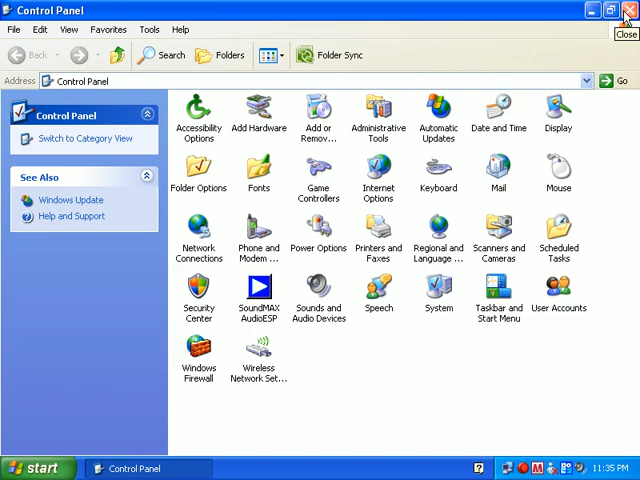 Control Panel
Close
File Edit View Favorites Tools Help
Back Search Folders Folder Sync
Address Control Panel Go
Control Panel
Switch to Category View
See Also
Windows Update
Help and Support
Accessibility Options
Add Hardware
Add or Remov...
Administrative Tools
Automatic Updates
Date and Time
Display
Folder Options
Fonts
Game Controllers
Internet Options
Keyboard
Mail
Mouse
Network Connections
Phone and Modem ...
Power Options
Printers and Faxes
Regional and Language ...
Scanners and Cameras
Scheduled Tasks
Security Center
SoundMAX AudioESP
Sounds and Audio Devices
Speech
System
Taskbar and Start Menu
User Accounts
Windows Firewall
Wireless Network Set...
start Control Panel 11:35 PM